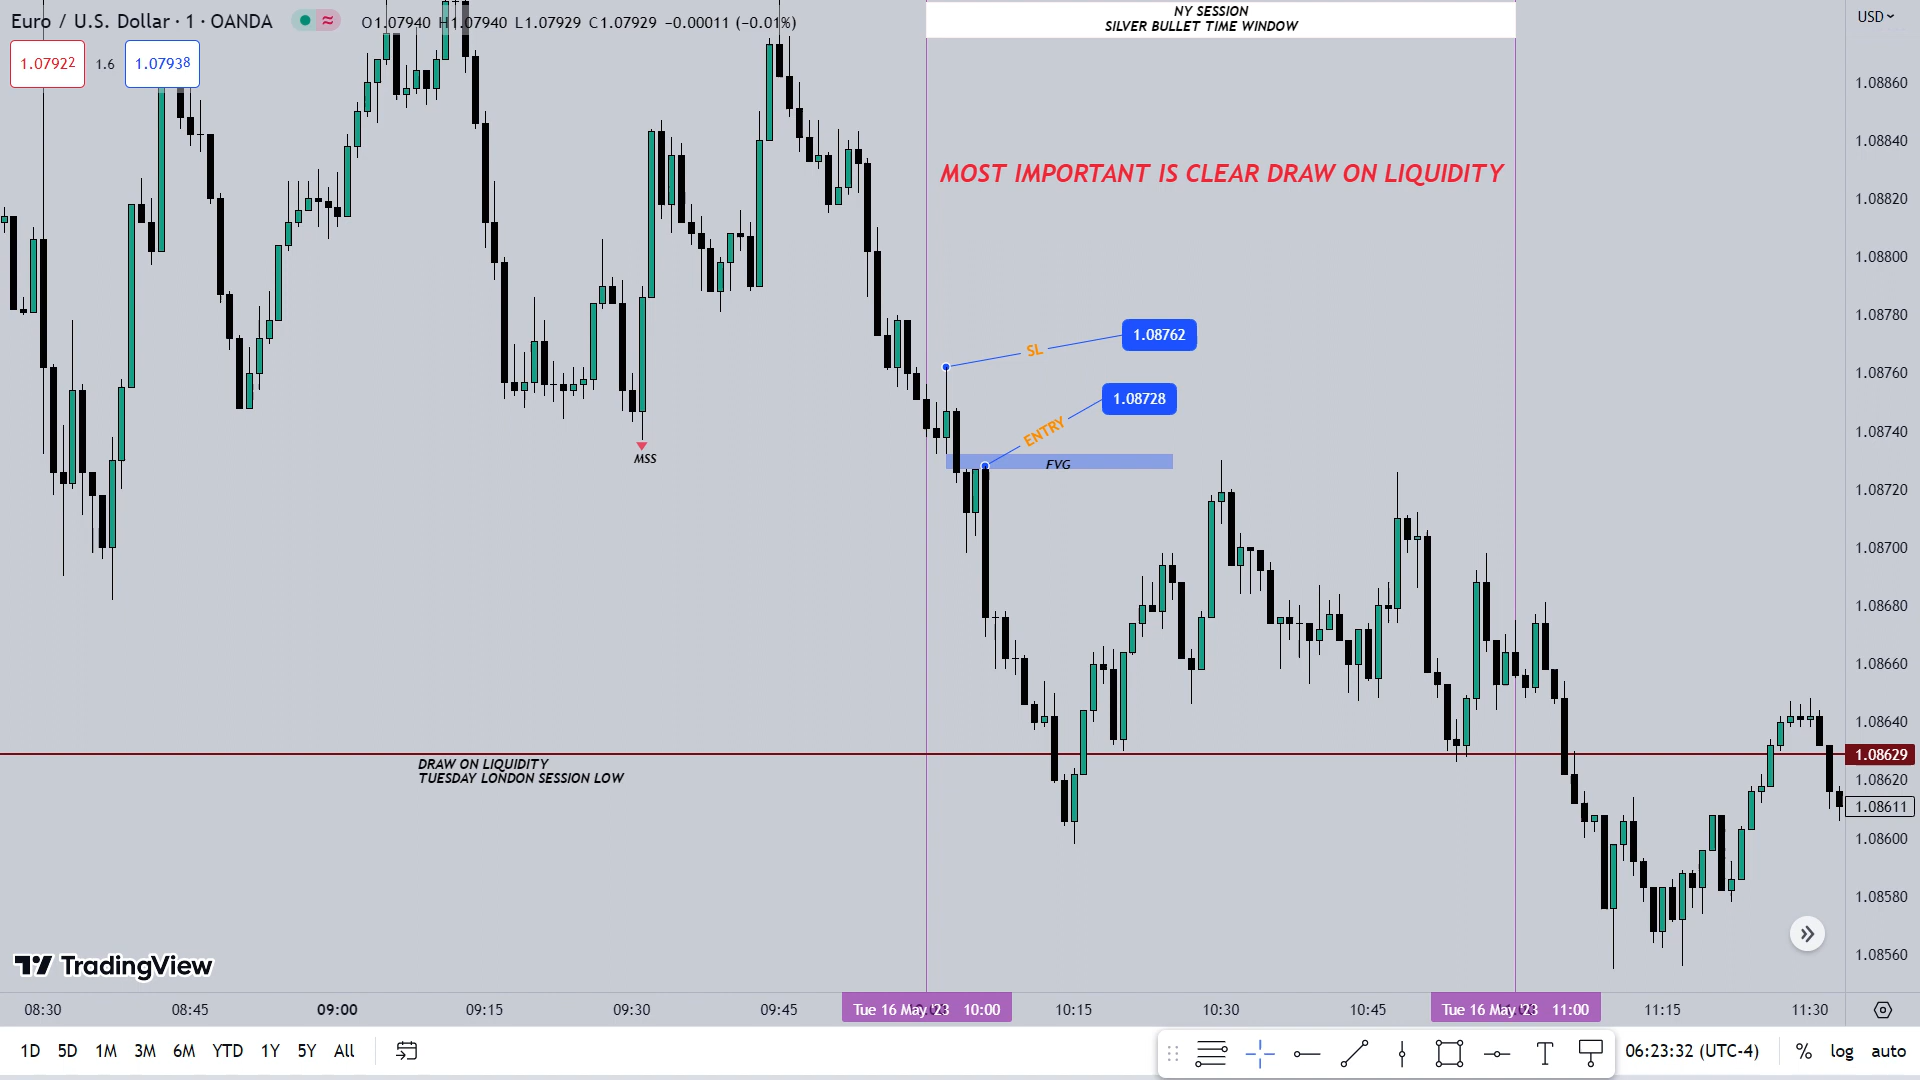 Euro / U.S. Dollar · 1 · OANDA
≈
O1.07940 H1.07940 L1.07929 C1.07929 −0.00011 (−0.01%)
1.07922
1.6
1.07938
NY SESSION
SILVER BULLET TIME WINDOW
USD
1.08860
1.08840
1.08820
1.08800
1.08780
1.08760
1.08740
1.08720
1.08700
1.08680
1.08660
1.08640
1.08629
1.08620
1.08611
1.08600
1.08580
1.08560
MOST IMPORTANT IS CLEAR DRAW ON LIQUIDITY
SL
1.08762
ENTRY
1.08728
FVG
MSS
DRAW ON LIQUIDITY
TUESDAY LONDON SESSION LOW
TradingView
08:30 08:45 09:00 09:15 09:30 09:45 Tue 16 May '23 10:00 10:15 10:30 10:45 Tue 16 May '23 11:00 11:15 11:30
1D 5D 1M 3M 6M YTD 1Y 5Y All
T
06:23:32 (UTC-4) % log auto